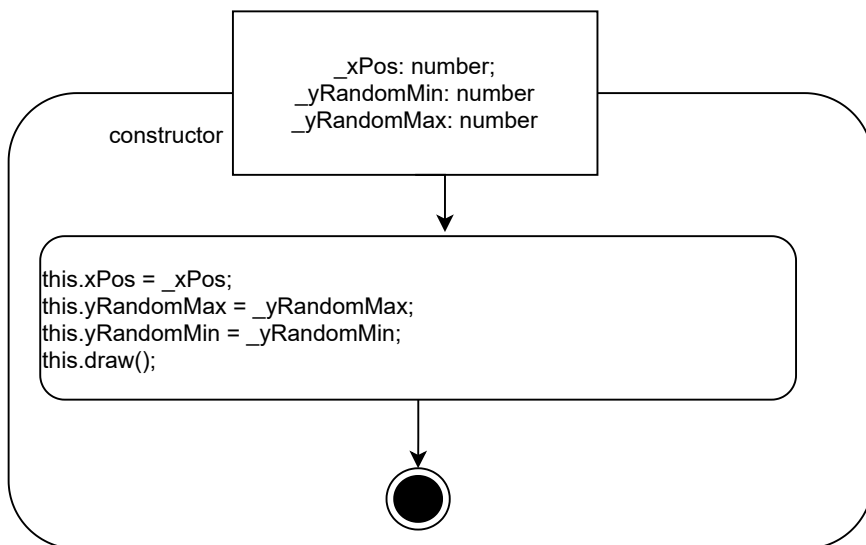 _xPos: number;
_yRandomMin: number
_yRandomMax: number
constructor
this.xPos = _xPos;
this.yRandomMax = _yRandomMax;
this.yRandomMin = _yRandomMin;
this.draw();